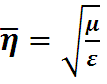 η̅ = √(μ/ε)